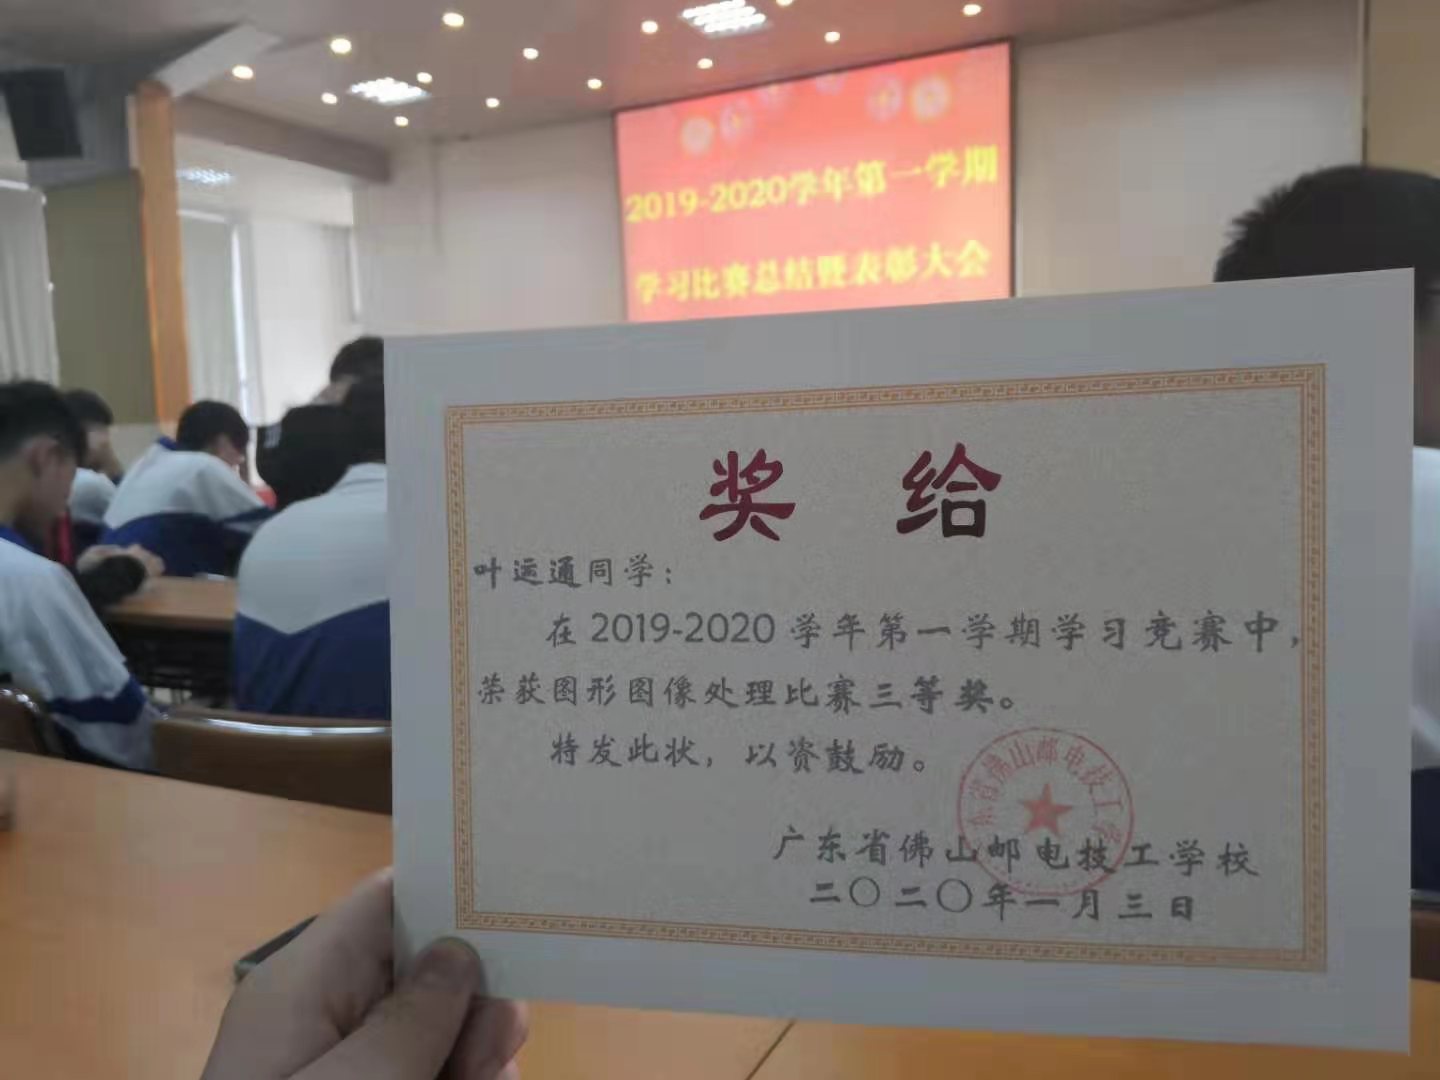 2019-2020学年第一学期
学习比赛总结暨表彰大会
奖给
叶运通同学：
在 2019-2020 学年第一学期学习竞赛中，
荣获图形图像处理比赛三等奖。
特发此状，以资鼓励。
东省佛山邮电技工学
广东省佛山邮电技工学校
二〇二〇年一月三日